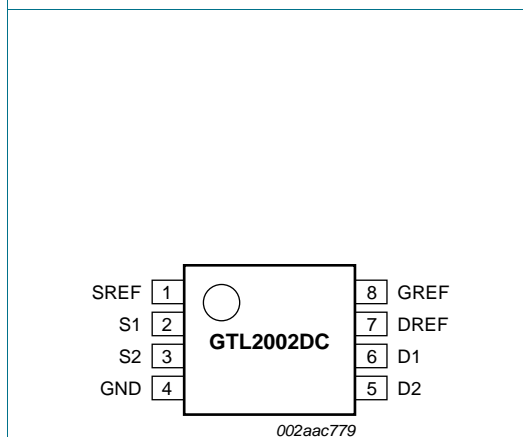 SREF 1 8 GREF
S1 2 7 DREF
GTL2002DC
S2 3 6 D1
GND 4 5 D2
002aac779